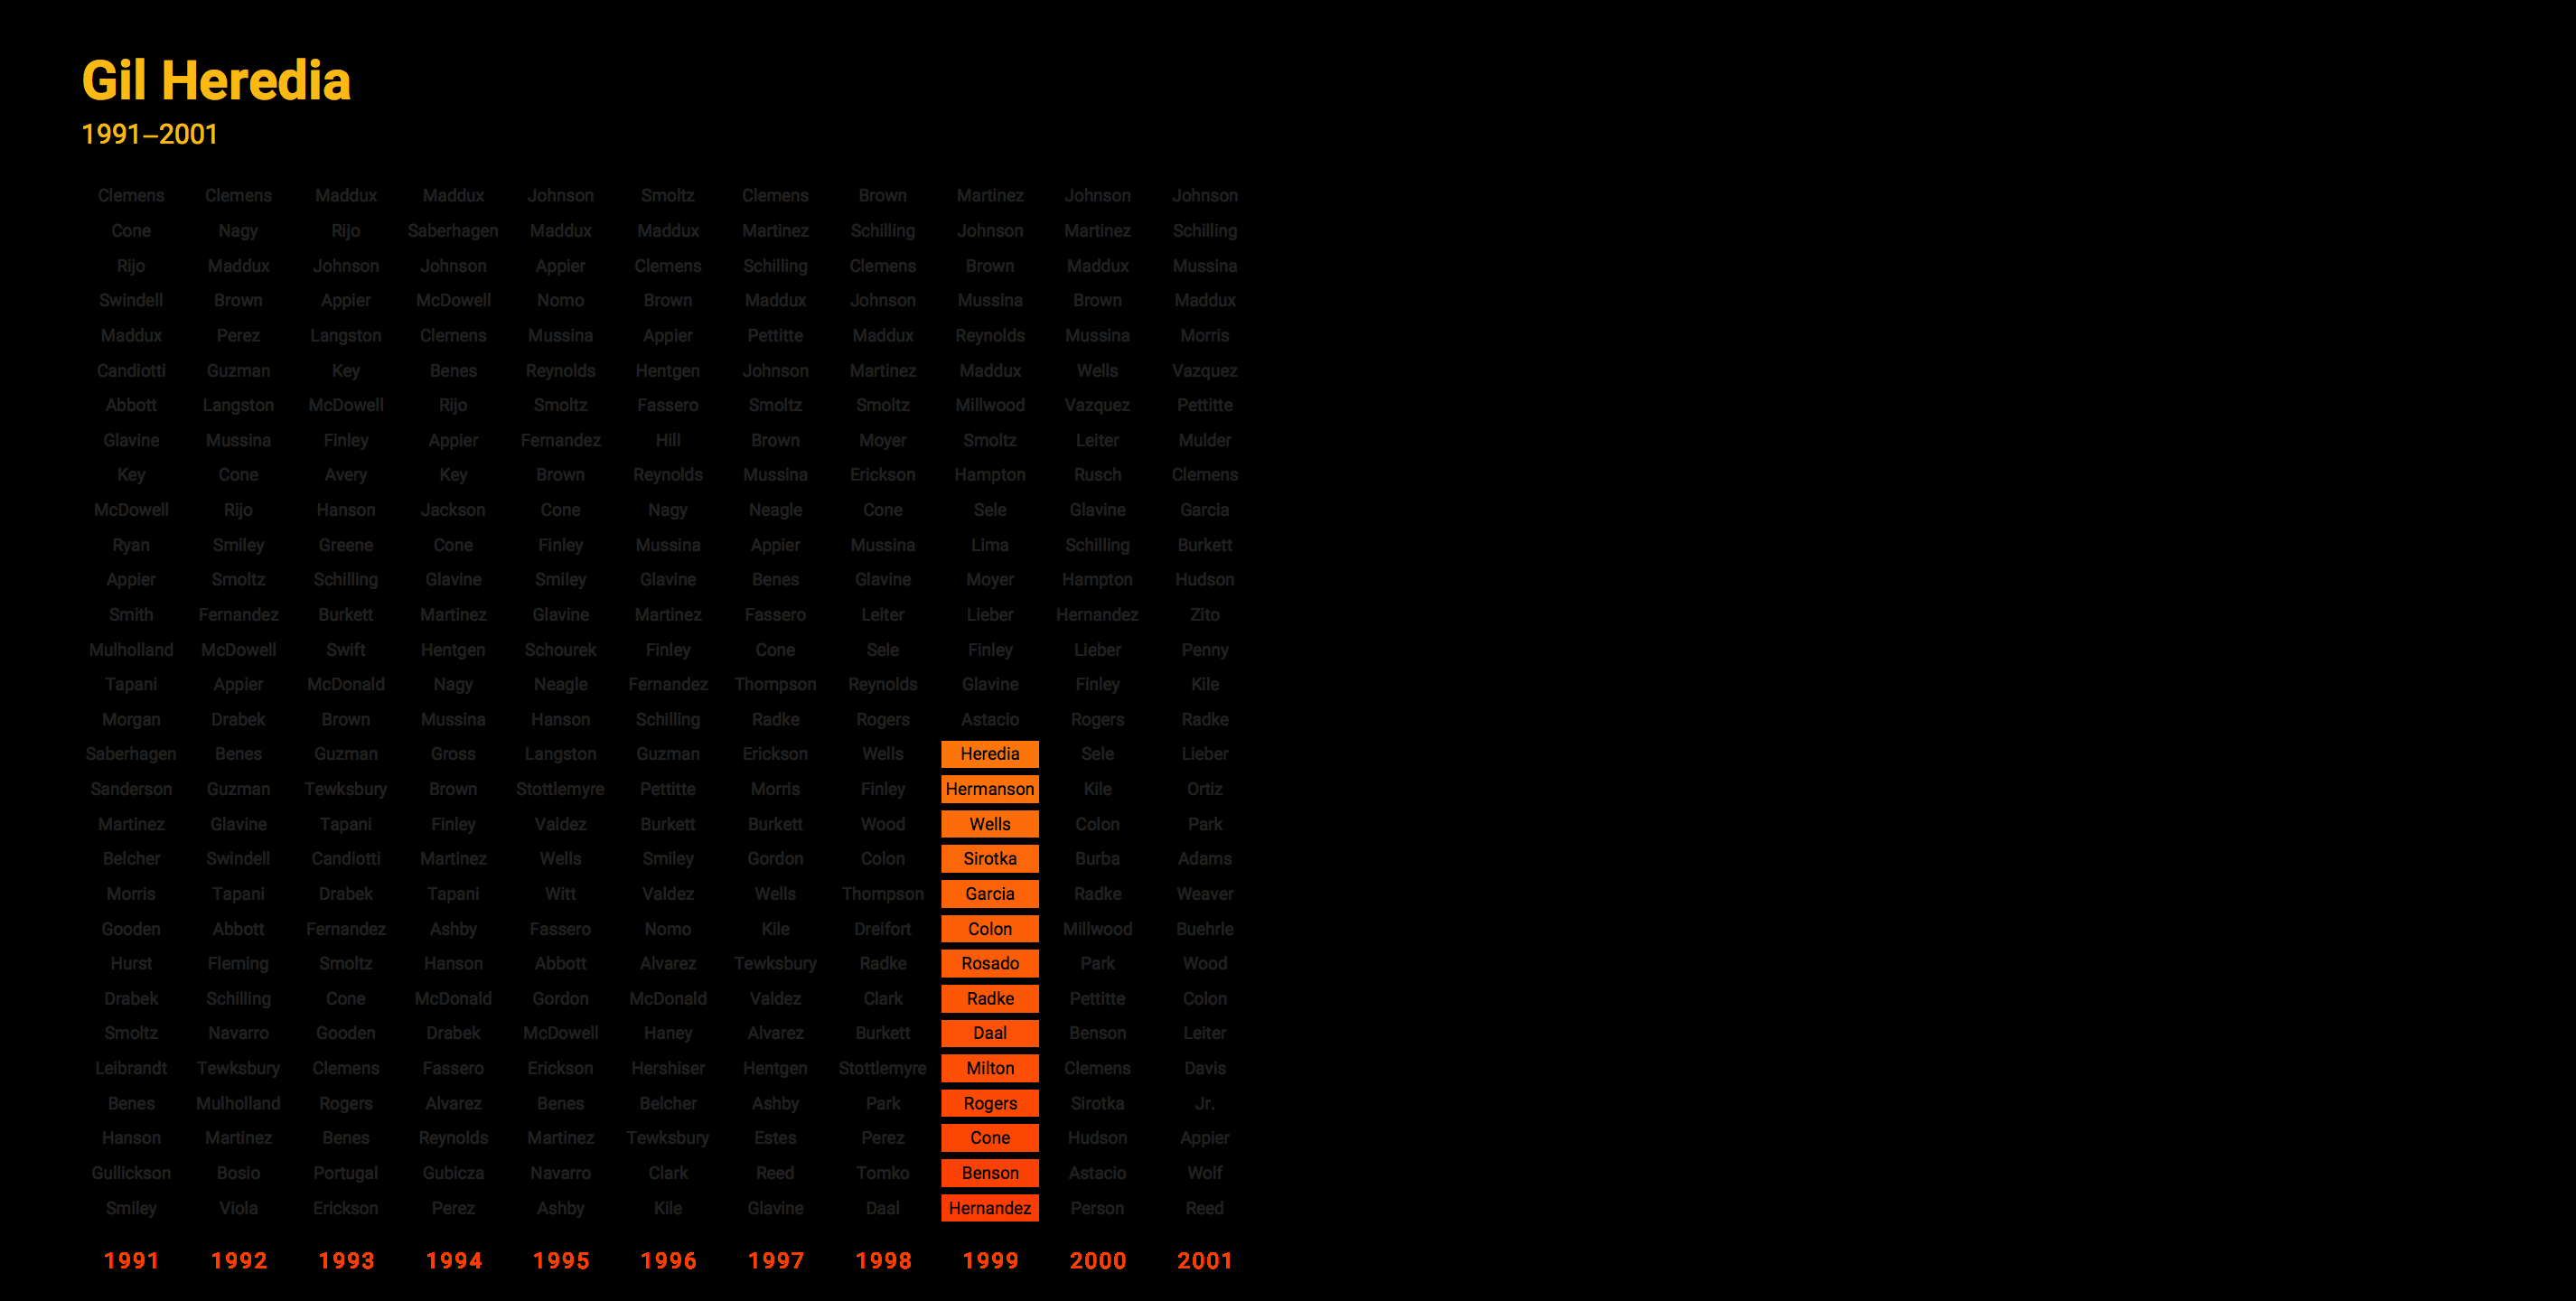 Gil Heredia
1991–2001
Clemens Clemens Maddux Maddux Johnson Smoltz Clemens Brown Martinez Johnson Johnson
Cone Nagy Rijo Saberhagen Maddux Maddux Martinez Schilling Johnson Martinez Schilling
Rijo Maddux Johnson Johnson Appier Clemens Schilling Clemens Brown Maddux Mussina
Swindell Brown Appier McDowell Nomo Brown Maddux Johnson Mussina Brown Maddux
Maddux Perez Langston Clemens Mussina Appier Pettitte Maddux Reynolds Mussina Morris
Candiotti Guzman Key Benes Reynolds Hentgen Johnson Martinez Maddux Wells Vazquez
Abbott Langston McDowell Rijo Smoltz Fassero Smoltz Smoltz Millwood Vazquez Pettitte
Glavine Mussina Finley Appier Fernandez Hill Brown Moyer Smoltz Leiter Mulder
Key Cone Avery Key Brown Reynolds Mussina Erickson Hampton Rusch Clemens
McDowell Rijo Hanson Jackson Cone Nagy Neagle Cone Sele Glavine Garcia
Ryan Smiley Greene Cone Finley Mussina Appier Mussina Lima Schilling Burkett
Appier Smoltz Schilling Glavine Smiley Glavine Benes Glavine Moyer Hampton Hudson
Smith Fernandez Burkett Martinez Glavine Martinez Fassero Leiter Lieber Hernandez Zito
Mulholland McDowell Swift Hentgen Schourek Finley Cone Sele Finley Lieber Penny
Tapani Appier McDonald Nagy Neagle Fernandez Thompson Reynolds Glavine Finley Kile
Morgan Drabek Brown Mussina Hanson Schilling Radke Rogers Astacio Rogers Radke
Saberhagen Benes Guzman Gross Langston Guzman Erickson Wells Heredia Sele Lieber
Sanderson Guzman Tewksbury Brown Stottlemyre Pettitte Morris Finley Hermanson Kile Ortiz
Martinez Glavine Tapani Finley Valdez Burkett Burkett Wood Wells Colon Park
Belcher Swindell Candiotti Martinez Wells Smiley Gordon Colon Sirotka Burba Adams
Morris Tapani Drabek Tapani Witt Valdez Wells Thompson Garcia Radke Weaver
Gooden Abbott Fernandez Ashby Fassero Nomo Kile Dreifort Colon Millwood Buehrle
Hurst Fleming Smoltz Hanson Abbott Alvarez Tewksbury Radke Rosado Park Wood
Drabek Schilling Cone McDonald Gordon McDonald Valdez Clark Radke Pettitte Colon
Smoltz Navarro Gooden Drabek McDowell Haney Alvarez Burkett Daal Benson Leiter
Leibrandt Tewksbury Clemens Fassero Erickson Hershiser Hentgen Stottlemyre Milton Clemens Davis
Benes Mulholland Rogers Alvarez Benes Belcher Ashby Park Rogers Sirotka Jr.
Hanson Martinez Benes Reynolds Martinez Tewksbury Estes Perez Cone Hudson Appier
Gullickson Bosio Portugal Gubicza Navarro Clark Reed Tomko Benson Astacio Wolf
Smiley Viola Erickson Perez Ashby Kile Glavine Daal Hernandez Person Reed
1991 1992 1993 1994 1995 1996 1997 1998 1999 2000 2001